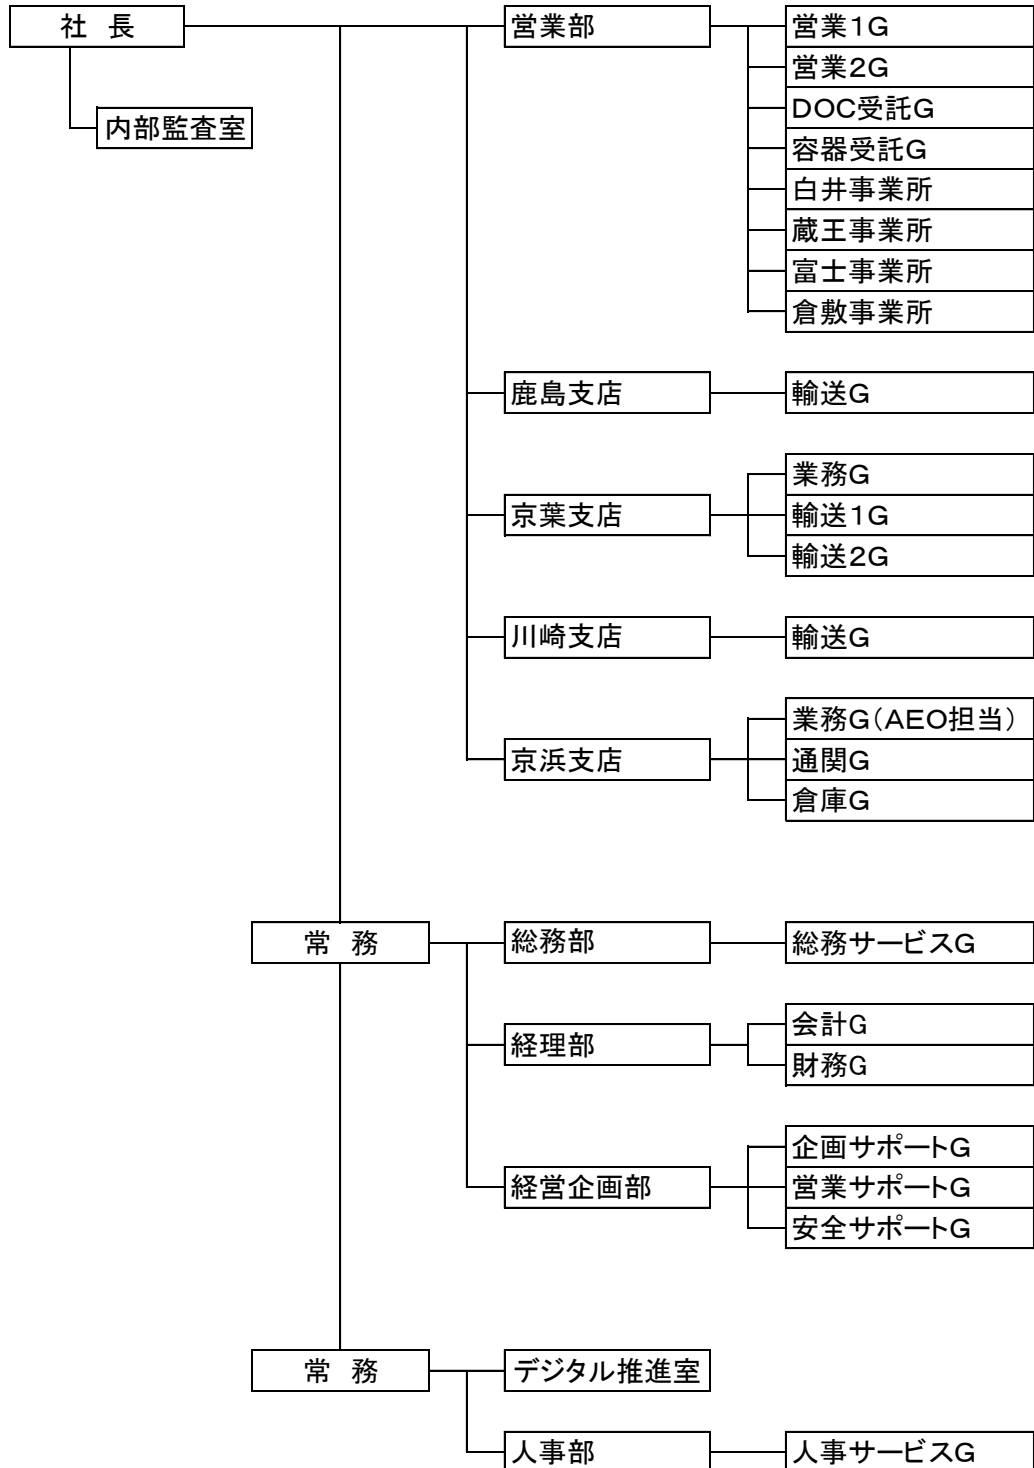 社 長
内部監査室
営業部
営業1G
営業2G
DOC受託G
容器受託G
白井事業所
蔵王事業所
富士事業所
倉敷事業所
鹿島支店
輸送G
京葉支店
業務G
輸送1G
輸送2G
川崎支店
輸送G
京浜支店
業務G(AEO担当)
通関G
倉庫G
常 務
総務部
総務サービスG
経理部
会計G
財務G
経営企画部
企画サポートG
営業サポートG
安全サポートG
常 務
デジタル推進室
人事部
人事サービスG